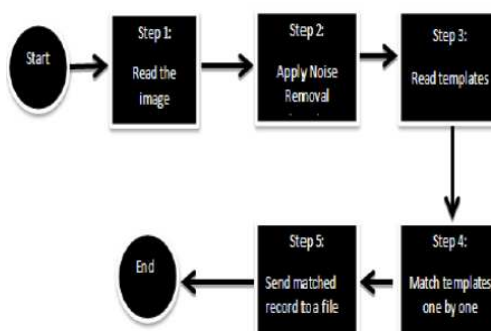 Start
Step 1:
Read the
image
Step 2:
Apply Noise
Removal
Step 3:
Read templates
Step 4:
Match templates
one by one
Step 5:
Send matched
record to a file
End